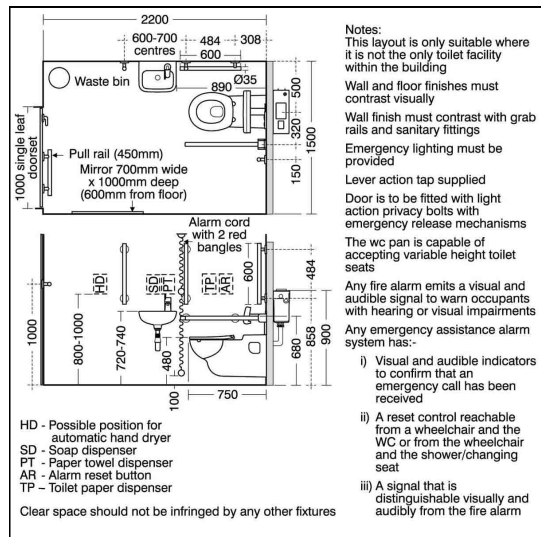 2200
600-700
centres
484
308
600
Waste bin
890
Ø35
500
320
1500
150
1000 single leaf
doorset
Pull rail (450mm)
Mirror 700mm wide
x 1000mm deep
(600mm from floor)
Alarm cord
with 2 red
bangles
HD
SD
PT
TP
AR
600
484
1000
800-1000
720-740
480
100
680
858
900
750
HD - Possible position for
automatic hand dryer
SD - Soap dispenser
PT - Paper towel dispenser
AR - Alarm reset button
TP – Toilet paper dispenser
Clear space should not be infringed by any other fixtures
Notes:
This layout is only suitable where
it is not the only toilet facility
within the building
Wall and floor finishes must
contrast visually
Wall finish must contrast with grab
rails and sanitary fittings
Emergency lighting must be
provided
Lever action tap supplied
Door is to be fitted with light
action privacy bolts with
emergency release mechanisms
The wc pan is capable of
accepting variable height toilet
seats
Any fire alarm emits a visual and
audible signal to warn occupants
with hearing or visual impairments
Any emergency assistance alarm
system has:-
i) Visual and audible indicators
to confirm that an
emergency call has been
received
ii) A reset control reachable
from a wheelchair and the
WC or from the wheelchair
and the shower/changing
seat
iii) A signal that is
distinguishable visually and
audibly from the fire alarm